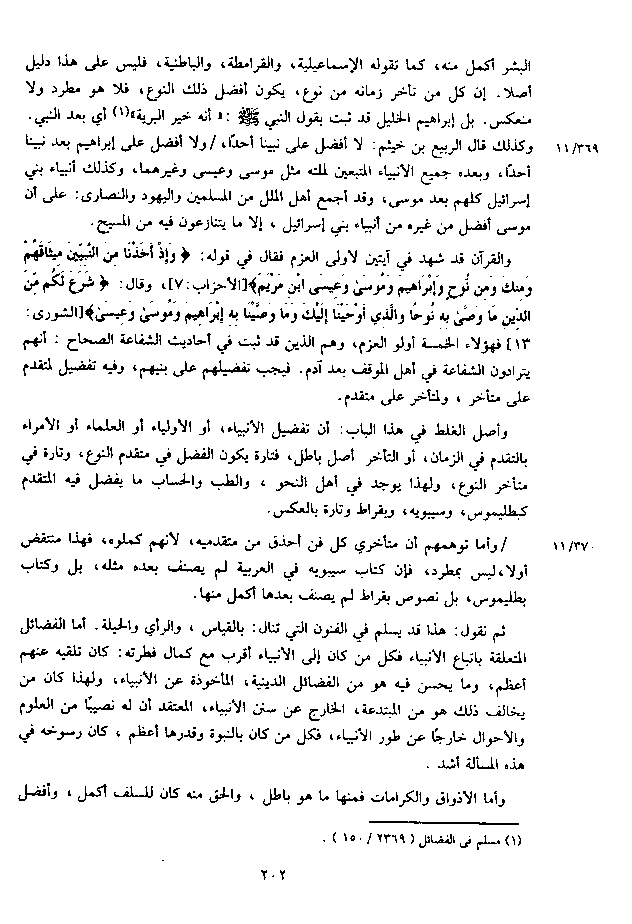 البشر أكمل منه، كما تقوله الإسماعيلية، والقرامطة، والباطنية، فليس على هذا دليل
أصلا. إن كل من تأخر زمانه من نوع، يكون أفضل ذلك النوع، فلا هو مطرد ولا
منعكس. بل إبراهيم الخليل قد ثبت بقول النبي ﷺ : « أنه خير البرية »(١) أي بعد النبي.
وكذلك قال الربيع بن خيثم: لا أفضل على نبينا أحدًا، /ولا أفضل على إبراهيم بعد نبينا
١١/٣٦٩
أحدًا، وبعده جميع الأنبياء المتبعين لملته مثل موسى وعيسى وغيرهما، وكذلك أنبياء بني
إسرائيل كلهم بعد موسى، وقد أجمع أهل الملل من المسلمين واليهود والنصارى: على أن
موسى أفضل من غيره من أنبياء بني إسرائيل ، إلا ما يتنازعون فيه من المسيح.
والقرآن قد شهد في آيتين لأولى العزم فقال في قوله: ﴿ وَإِذْ أَخَذْنَا مِنَ النَّبِيِّينَ مِيثَاقَهُمْ
وَمِنكَ وَمِن نُّوحٍ وَإِبْرَاهِيمَ وَمُوسَىٰ وَعِيسَى ابْنِ مَرْيَمَ﴾[الأحزاب:٧]، وقال: ﴿ شَرَعَ لَكُم مِّنَ
الدِّينِ مَا وَصَّىٰ بِهِ نُوحًا وَالَّذِي أَوْحَيْنَا إِلَيْكَ وَمَا وَصَّيْنَا بِهِ إِبْرَاهِيمَ وَمُوسَىٰ وَعِيسَىٰ﴾[الشورى:
١٣] فهؤلاء الخمسة أولو العزم، وهم الذين قد ثبت في أحاديث الشفاعة الصحاح : أنهم
يترادون الشفاعة في أهل الموقف بعد آدم. فيجب تفضيلهم على بنيهم، وفيه تفضيل لمتقدم
على متأخر ، ولمتأخر على متقدم.
وأصل الغلط في هذا الباب: أن تفضيل الأنبياء، أو الأولياء أو العلماء أو الأمراء
بالتقدم في الزمان، أو التأخر أصل باطل، فتارة يكون الفضل في متقدم النوع، وتارة في
متأخر النوع، ولهذا يوجد في أهل النحو ، والطب والحساب ما يفضل فيه المتقدم
كبطليموس، وسيبويه، وبقراط وتارة بالعكس.
/وأما توهمهم أن متأخري كل فن أحذق من متقدميه، لأنهم كملوه، فهذا منتقض
١١/٣٧٠
أولا،ليس بمطرد، فإن كتاب سيبويه في العربية لم يصنف بعده مثله، بل وكتاب
بطليموس، بل نصوص بقراط لم يصنف بعدها أكمل منها.
ثم نقول: هذا قد يسلم في الفنون التي تنال: بالقياس ، والرأي والحيلة. أما الفضائل
المتعلقة باتباع الأنبياء فكل من كان إلى الأنبياء أقرب مع كمال فطرته: كان تلقيه عنهم
أعظم، وما يحسن فيه هو من الفضائل الدينية، المأخوذة عن الأنبياء، ولهذا كان من
يخالف ذلك هو من المبتدعة، الخارج عن سنن الأنبياء، المعتقد أن له نصيبًا من العلوم
والأحوال خارجًا عن طور الأنبياء، فكل من كان بالنبوة وقدرها أعظم ، كان رسوخه في
هذه المسألة أشد .
وأما الأذواق والكرامات فمنها ما هو باطل ، والحق منه كان للسلف أكمل ، وأفضل
(١) مسلم في الفضائل ( ٢٣٦٩ / ١٥٠ ) .
٢٠٢